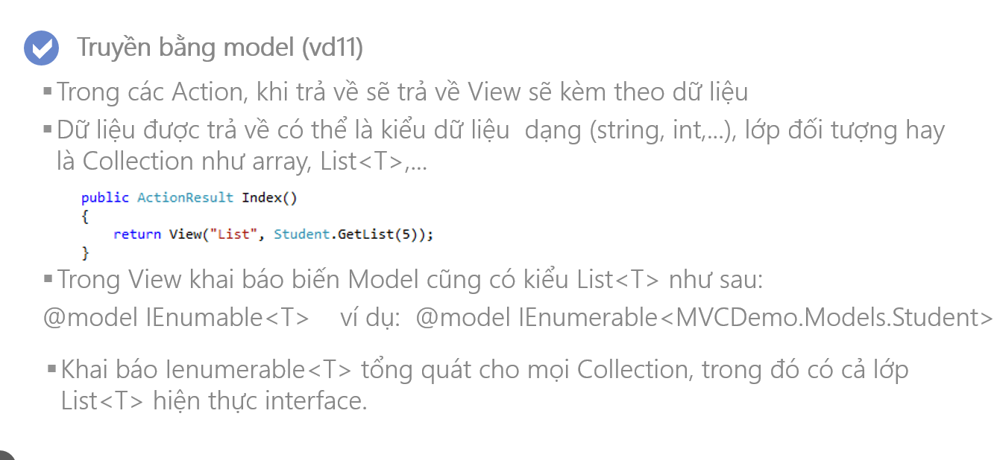 Truyền bằng model (vd11)
▪Trong các Action, khi trả về sẽ trả về View sẽ kèm theo dữ liệu
▪Dữ liệu được trả về có thể là kiểu dữ liệu  dạng (string, int,...), lớp đối tượng hay
là Collection như array, List<T>,...
public ActionResult Index()
{
    return View("List", Student.GetList(5));
}
▪Trong View khai báo biến Model cũng có kiểu List<T> như sau:
@model IEnumable<T>    ví dụ:  @model IEnumerable<MVCDemo.Models.Student>
▪Khai báo Ienumerable<T> tổng quát cho mọi Collection, trong đó có cả lớp
List<T> hiện thực interface.